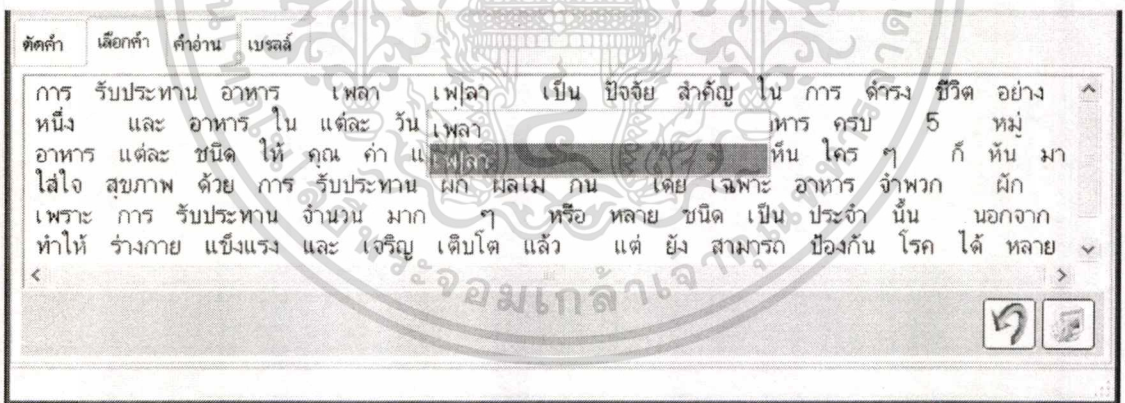 ตัดคำ เลือกคำ คำอ่าน เบรลล์
การ รับประทาน อาหาร เพลา เพ|ลา เป็น ปัจจัย สำคัญ ใน การ ดำรง ชีวิต อย่าง
หนึ่ง และ อาหาร ใน แต่ละ วัน เพลา หาร ครบ 5 หมู่
อาหาร แต่ละ ชนิด ให้ คุณ ค่า เพ|ลา เห็น ใคร ๆ ก็ หัน มา
ใส่ใจ สุขภาพ ด้วย การ รับประทาน ผัก ผลไม้ กัน โดย เฉพาะ อาหาร จำพวก ผัก
เพราะ การ รับประทาน จำนวน มาก ๆ หรือ หลาย ชนิด เป็น ประจำ นั้น นอกจาก
ทำให้ ร่างกาย แข็งแรง และ เจริญ เติบโต แล้ว แต่ ยัง สามารถ ป้องกัน โรค ได้ หลาย